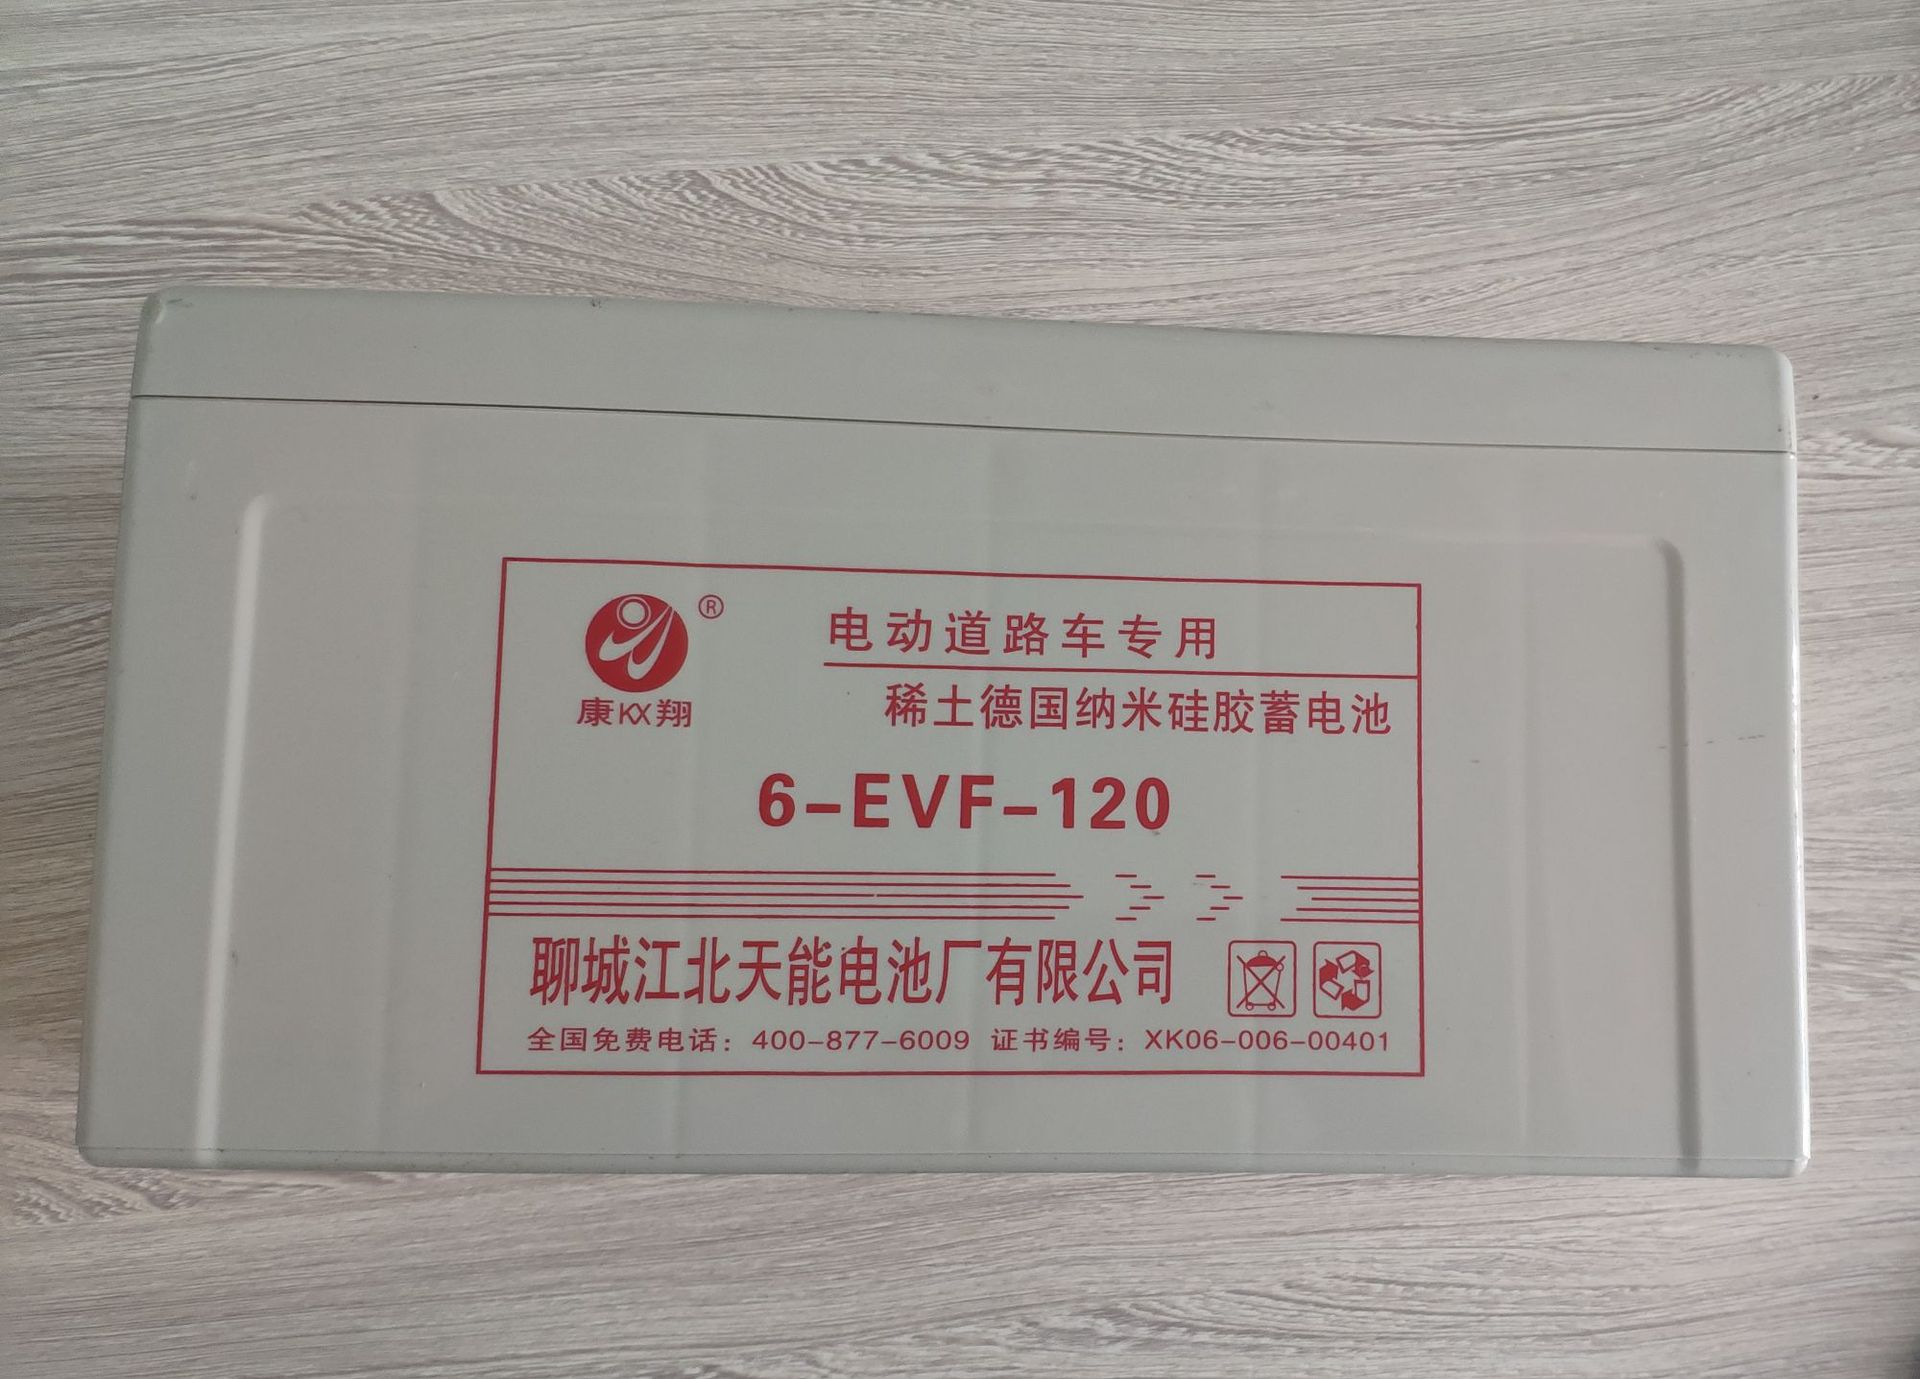 ®
康KX翔
电动道路车专用
稀土德国纳米硅胶蓄电池
6-EVF-120
聊城江北天能电池厂有限公司
全国免费电话：400-877-6009 证书编号：XK06-006-00401